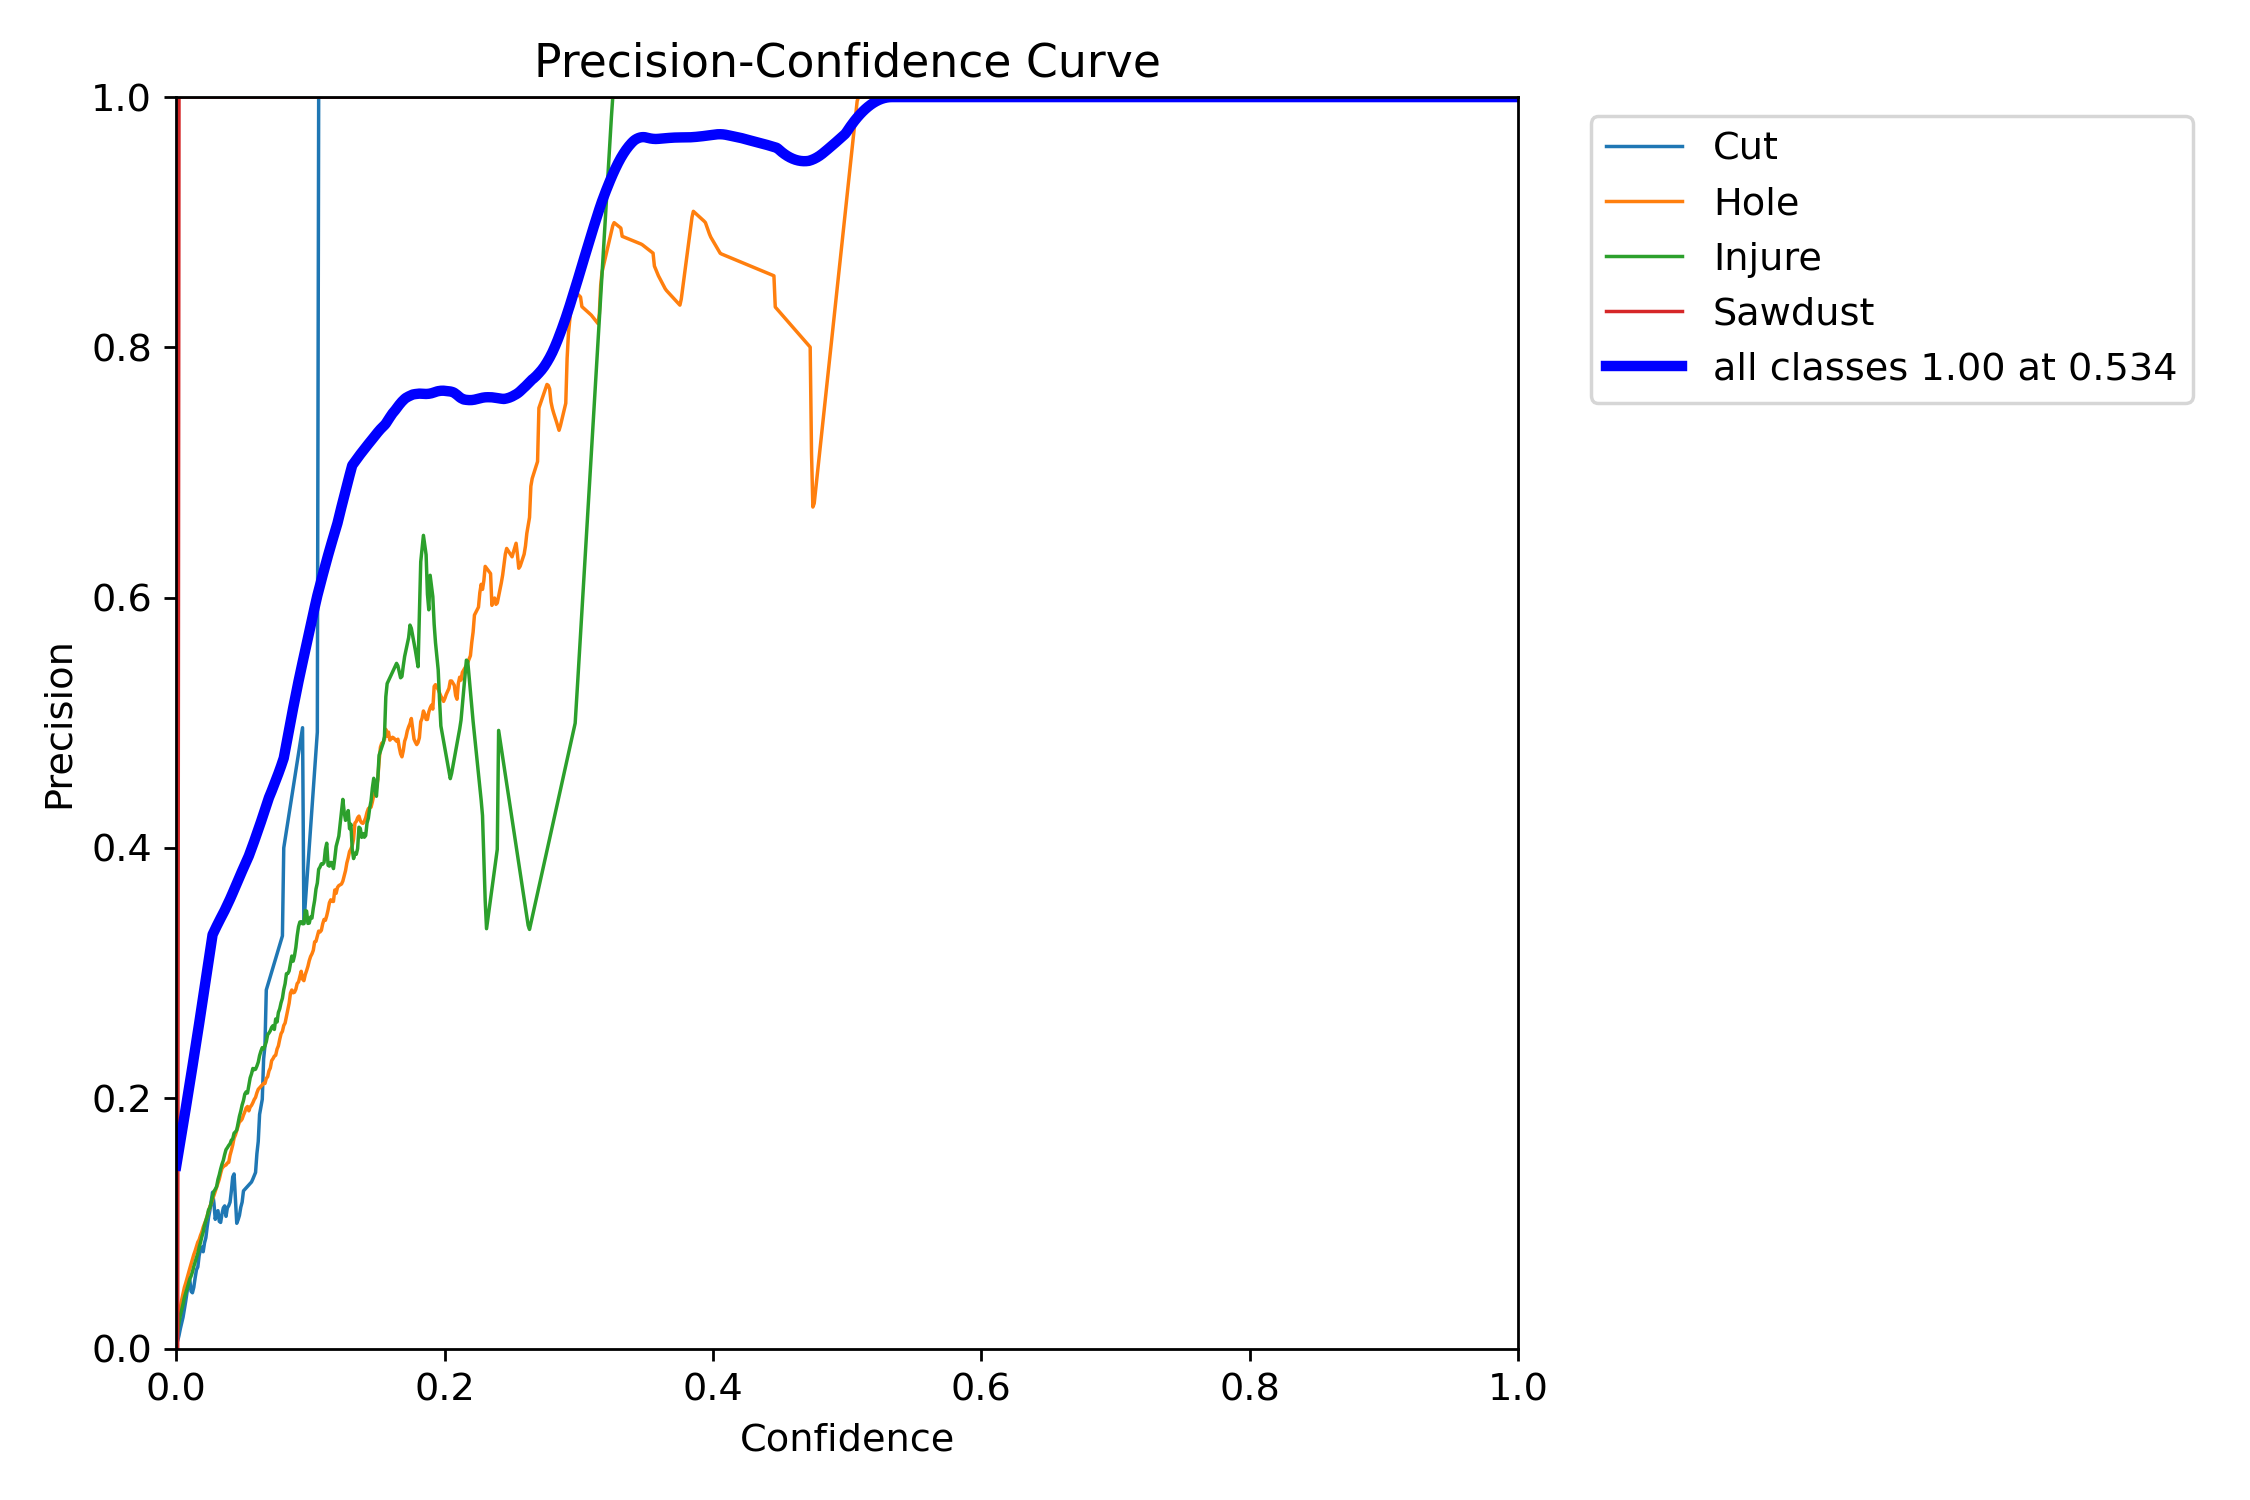 Precision-Confidence Curve
1.0
0.8
0.6
0.4
0.2
0.0
Precision
0.0 0.2 0.4 0.6 0.8 1.0
Confidence
Cut
Hole
Injure
Sawdust
all classes 1.00 at 0.534